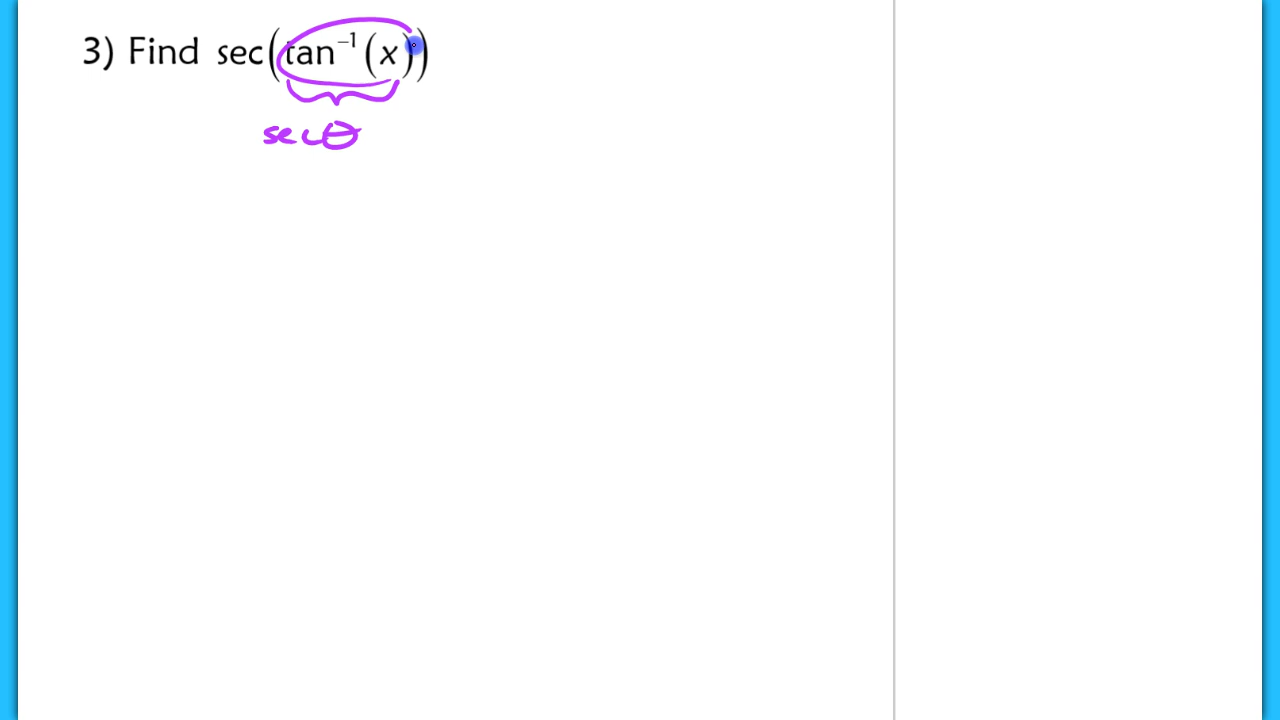 3) Find sec(tan⁻¹(x))
secθ